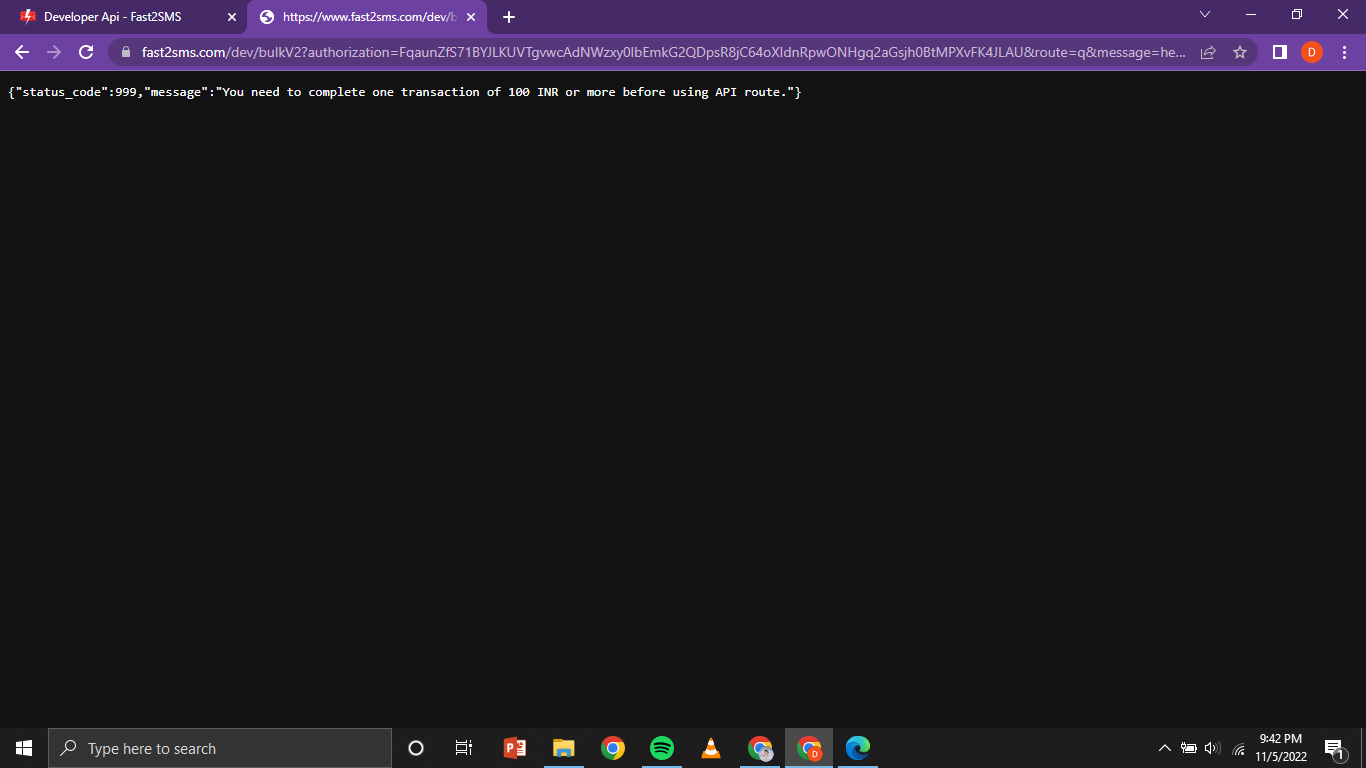 Developer Api - Fast2SMS
https://www.fast2sms.com/dev/b
fast2sms.com/dev/bulkV2?authorization=FqaunZfS71BYJLKUVTgvwcAdNWzxy0IbEmkG2QDpsR8jC64oXIdnRpwONHgq2aGsjh0BtMPXvFK4JLAU&route=q&message=he...
D
{"status_code":999,"message":"You need to complete one transaction of 100 INR or more before using API route."}
Type here to search
D
9:42 PM
11/5/2022
1